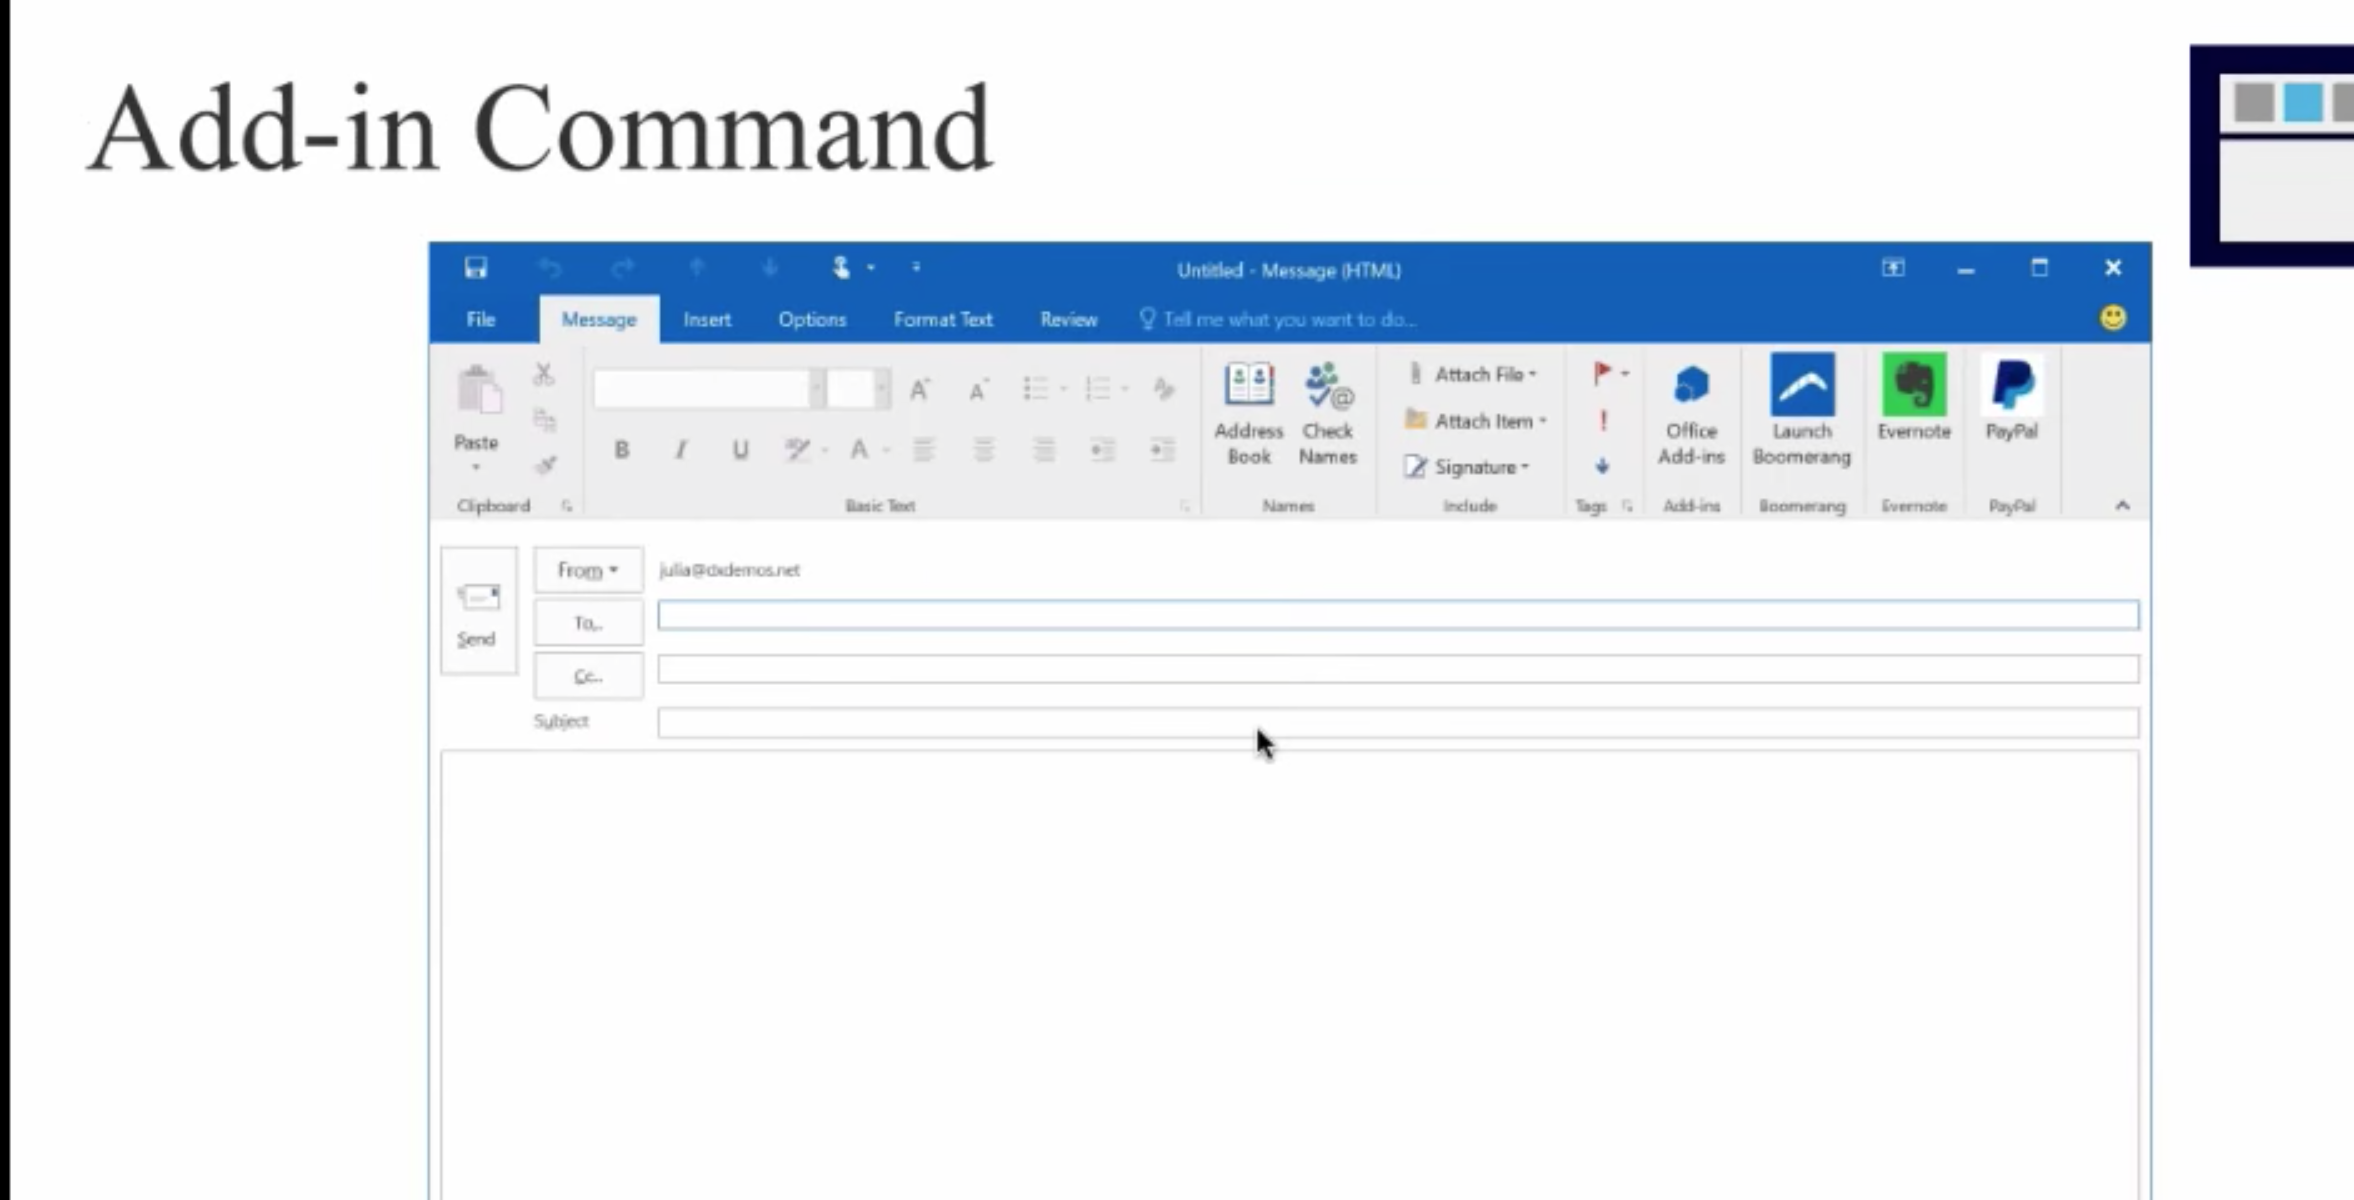 Add-in Command
Untitled - Message (HTML)
File Message Insert Options Format Text Review Tell me what you want to do...
Paste
Clipboard
B I U
Basic Text
Address Book
Check Names
Names
Attach File
Attach Item
Signature
Include
Tags
Office Add-ins
Add-ins
Launch Boomerang
Boomerang
Evernote
Evernote
PayPal
PayPal
Send
From
julia@dxdemos.net
To...
Cc...
Subject